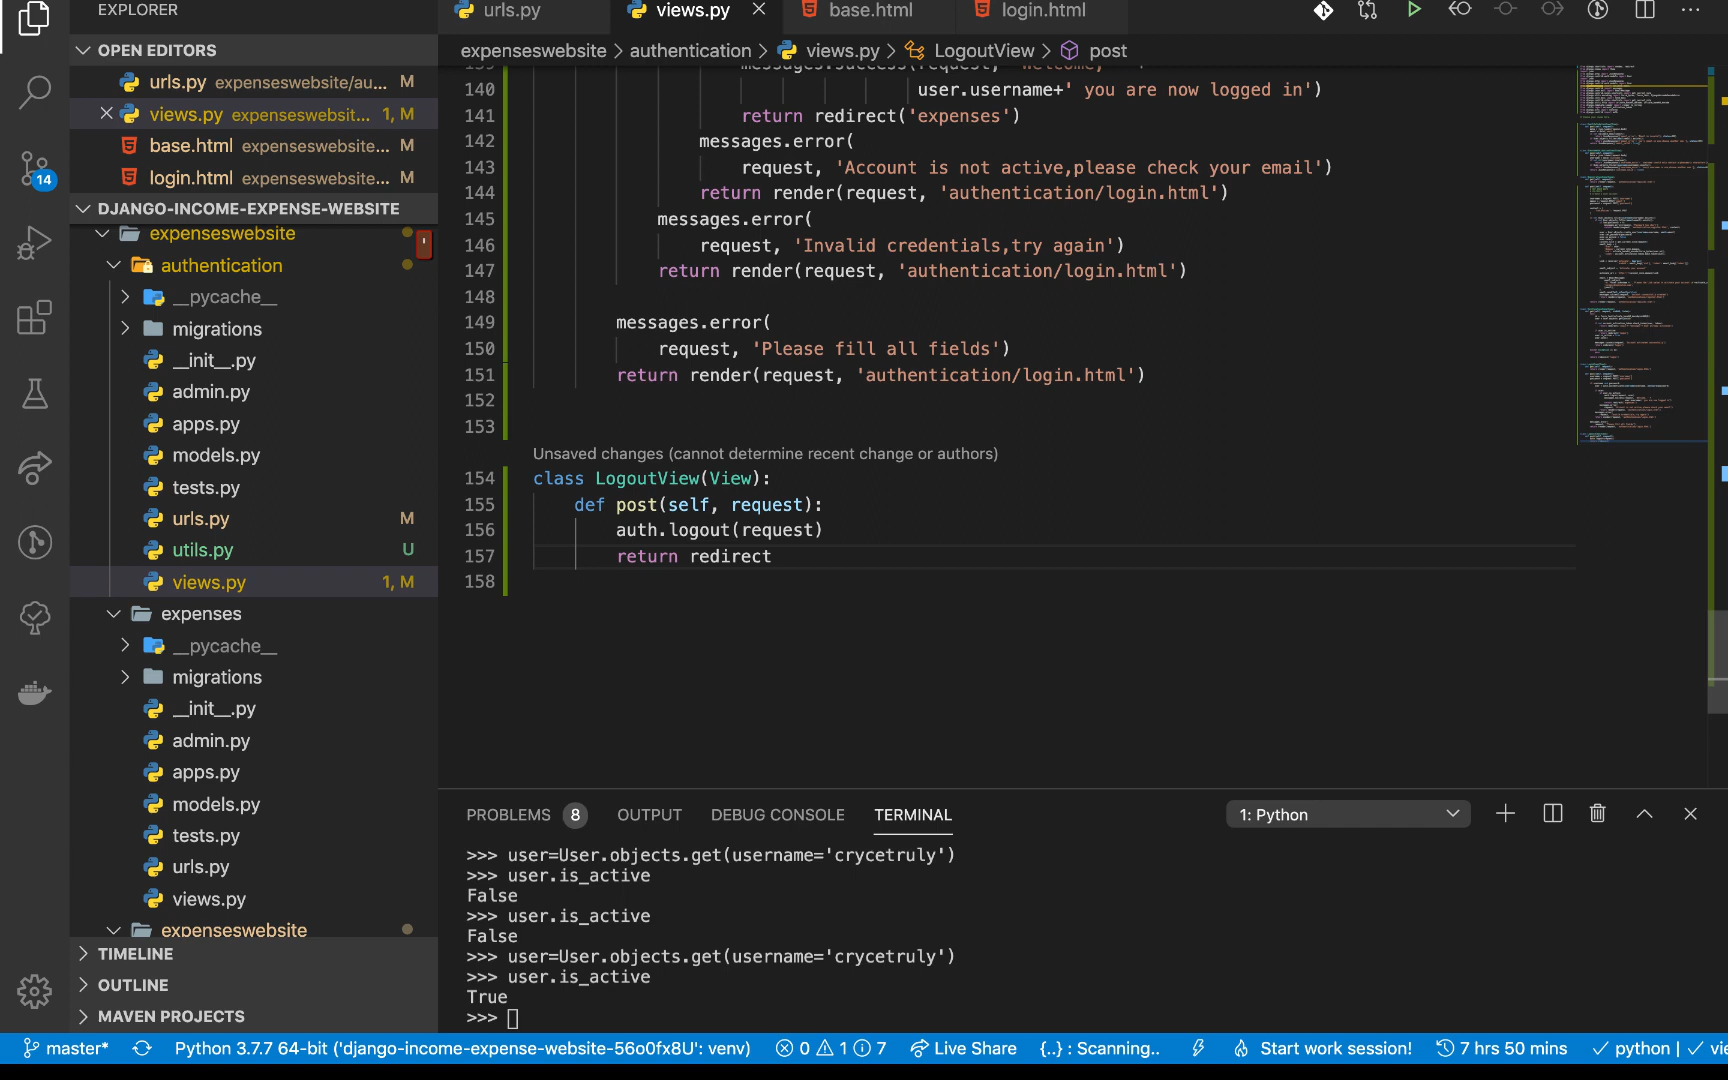 EXPLORER
OPEN EDITORS
urls.py expenseswebsite/au... M
views.py expenseswebsit... 1, M
base.html expenseswebsite... M
login.html expenseswebsite... M
14
DJANGO-INCOME-EXPENSE-WEBSITE
expenseswebsite
authentication
__pycache__
migrations
__init__.py
admin.py
apps.py
models.py
tests.py
urls.py M
utils.py U
views.py 1, M
expenses
__pycache__
migrations
__init__.py
admin.py
apps.py
models.py
tests.py
urls.py
views.py
expenseswebsite
TIMELINE
OUTLINE
MAVEN PROJECTS
urls.py views.py base.html login.html
expenseswebsite > authentication > views.py > LogoutView > post
140 user.username+' you are now logged in')
141 return redirect('expenses')
142 messages.error(
143 request, 'Account is not active,please check your email')
144 return render(request, 'authentication/login.html')
145 messages.error(
146 request, 'Invalid credentials,try again')
147 return render(request, 'authentication/login.html')
148
149 messages.error(
150 request, 'Please fill all fields')
151 return render(request, 'authentication/login.html')
152
153
Unsaved changes (cannot determine recent change or authors)
154 class LogoutView(View):
155 def post(self, request):
156 auth.logout(request)
157 return redirect
158
PROBLEMS 8 OUTPUT DEBUG CONSOLE TERMINAL 1: Python
>>> user=User.objects.get(username='crycetruly')
>>> user.is_active
False
>>> user.is_active
False
>>> user=User.objects.get(username='crycetruly')
>>> user.is_active
True
>>>
master* Python 3.7.7 64-bit ('django-income-expense-website-56o0fx8U': venv) 0 1 7 Live Share {..} : Scanning.. Start work session! 7 hrs 50 mins ✓ python | ✓